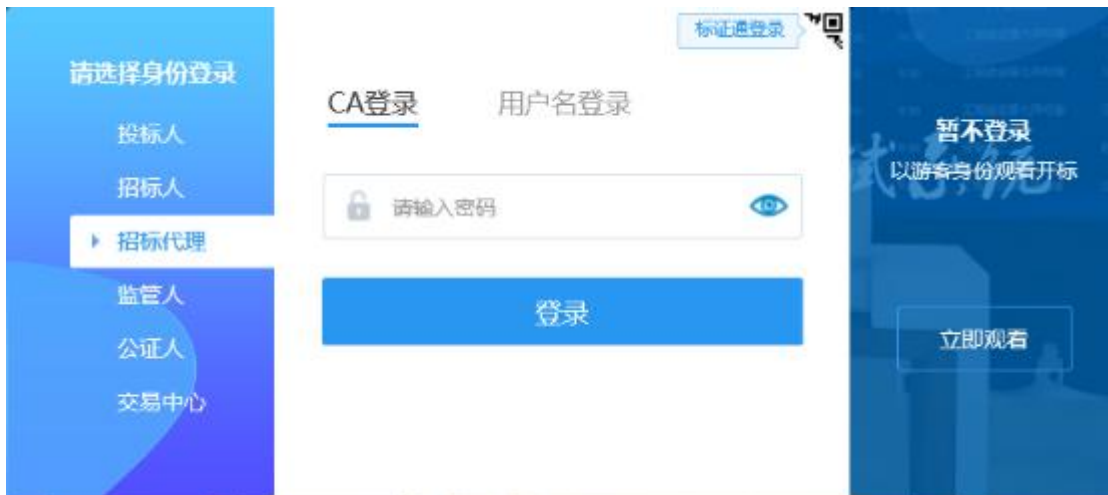 请选择身份登录
投标人
招标人
招标代理
监管人
公证人
交易中心
标证通登录
CA登录
用户名登录
请输入密码
登录
暂不登录
以游客身份观看开标
立即观看